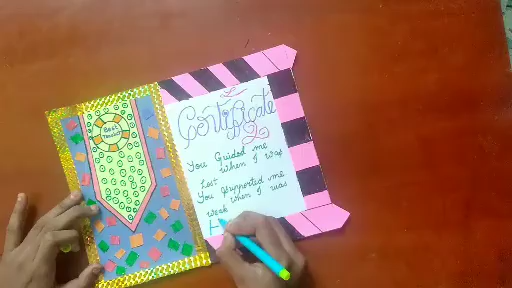 Best
Teacher
Certificate
You Guided me
when I was
Lost
You supported me
when I was
Weak
H